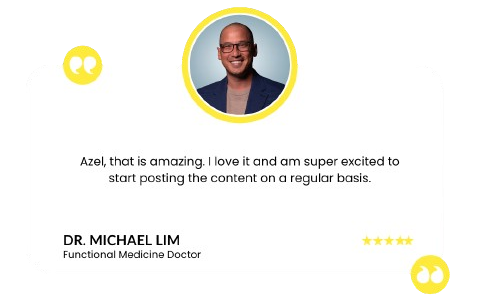 Azel, that is amazing. I love it and am super excited to
start posting the content on a regular basis.
DR. MICHAEL LIM
Functional Medicine Doctor